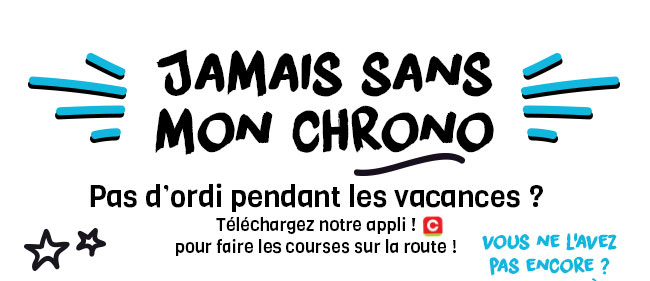 JAMAIS SANS
MON CHRONO
Pas d'ordi pendant les vacances ?
Téléchargez notre appli ! C
pour faire les courses sur la route !
VOUS NE L'AVEZ
PAS ENCORE ?